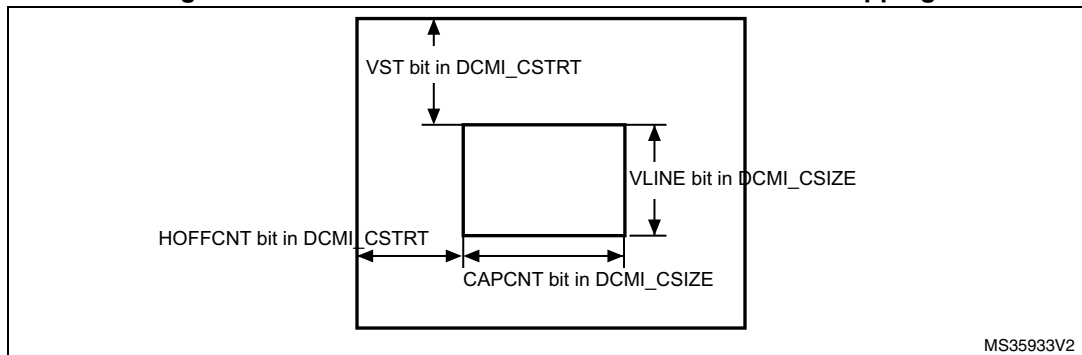 VST bit in DCMI_CSTRT
VLINE bit in DCMI_CSIZE
HOFFCNT bit in DCMI_CSTRT
CAPCNT bit in DCMI_CSIZE
MS35933V2